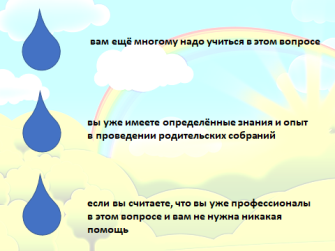 вам ещё многому надо учиться в этом вопросе
вы уже имеете определённые знания и опыт
в проведении родительских собраний
если вы считаете, что вы уже профессионалы
в этом вопросе и вам не нужна никакая
помощь